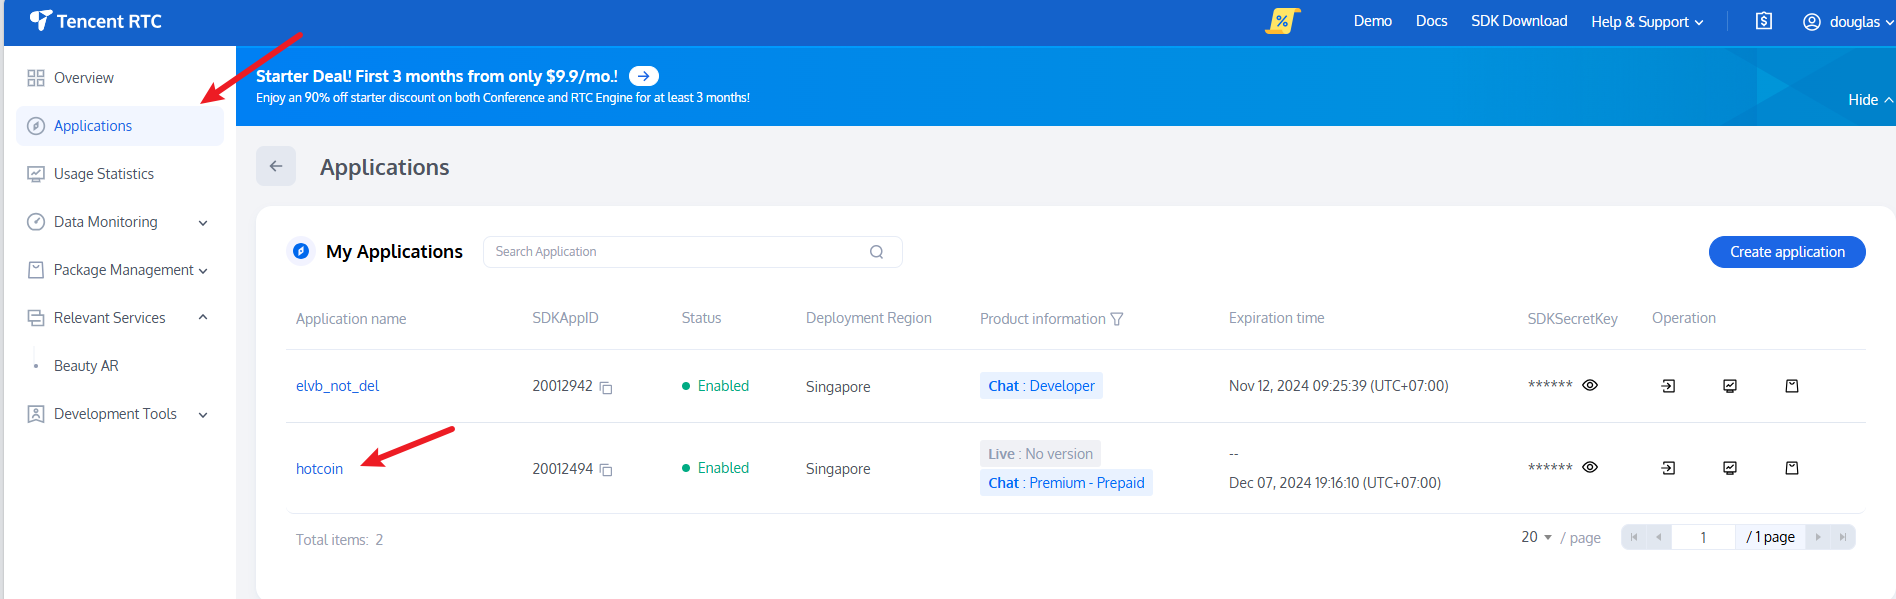 Tencent RTC
% Demo Docs SDK Download Help & Support $ douglas
Overview
Applications
Usage Statistics
Data Monitoring
Package Management
Relevant Services
Beauty AR
Development Tools
Starter Deal! First 3 months from only $9.9/mo.!
Enjoy an 90% off starter discount on both Conference and RTC Engine for at least 3 months!
Hide
Applications
My Applications
Search Application
Create application
Application name SDKAppID Status Deployment Region Product information Expiration time SDKSecretKey Operation
elvb_not_del 20012942 Enabled Singapore Chat : Developer Nov 12, 2024 09:25:39 (UTC+07:00) ******
hotcoin 20012494 Enabled Singapore Live : No version -- ******
Chat : Premium - Prepaid Dec 07, 2024 19:16:10 (UTC+07:00)
Total items: 2
20 / page 1 / 1 page